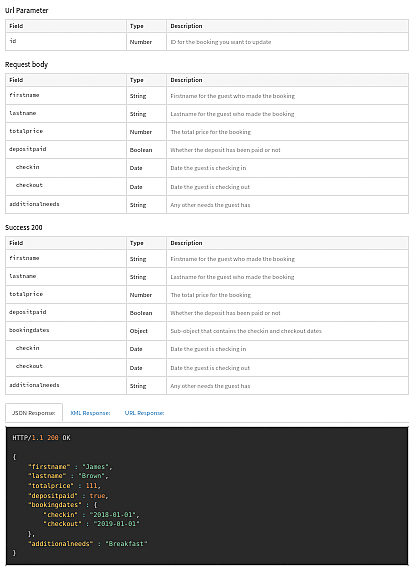 Url Parameter
Field Type Description
id Number ID for the booking you want to update
Request body
Field Type Description
firstname String Firstname for the guest who made the booking
lastname String Lastname for the guest who made the booking
totalprice Number The total price for the booking
depositpaid Boolean Whether the deposit has been paid or not
checkin Date Date the guest is checking in
checkout Date Date the guest is checking out
additionalneeds String Any other needs the guest has
Success 200
Field Type Description
firstname String Firstname for the guest who made the booking
lastname String Lastname for the guest who made the booking
totalprice Number The total price for the booking
depositpaid Boolean Whether the deposit has been paid or not
bookingdates Object Sub-object that contains the checkin and checkout dates
checkin Date Date the guest is checking in
checkout Date Date the guest is checking out
additionalneeds String Any other needs the guest has
JSON Response: XML Response: URL Response:
HTTP/1.1 200 OK
{
"firstname" : "James",
"lastname" : "Brown",
"totalprice" : 111,
"depositpaid" : true,
"bookingdates" : {
"checkin" : "2018-01-01",
"checkout" : "2019-01-01"
},
"additionalneeds" : "Breakfast"
}